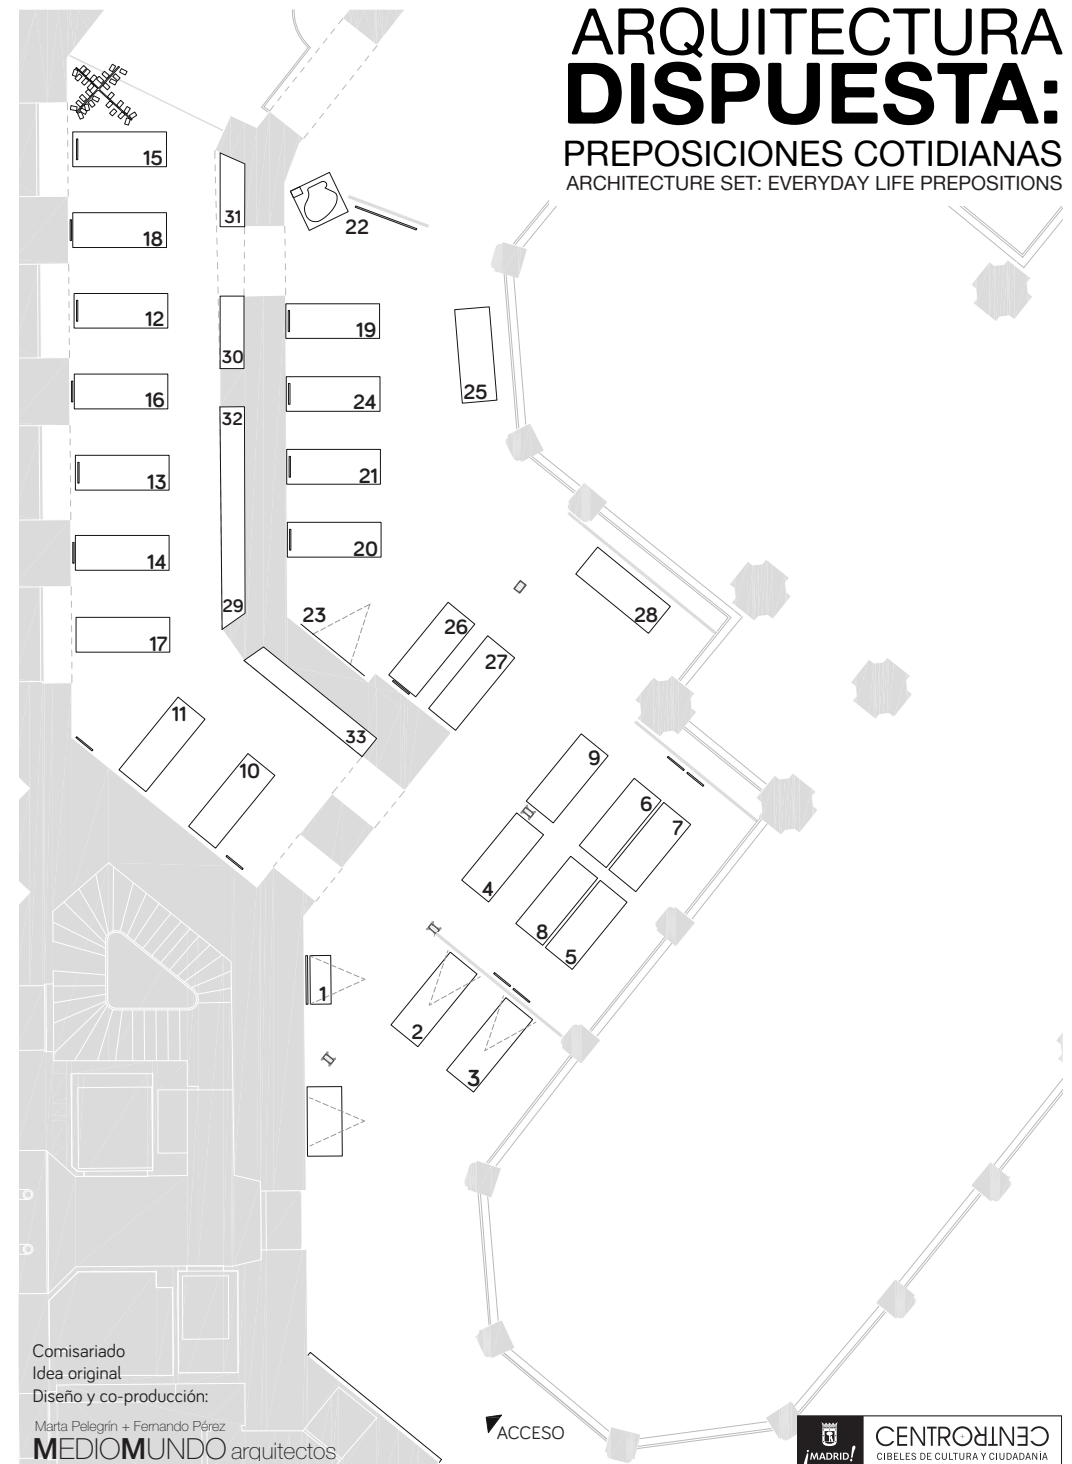 ARQUITECTURA
DISPUESTA:
PREPOSICIONES COTIDIANAS
ARCHITECTURE SET: EVERYDAY LIFE PREPOSITIONS
15
31
22
18
12
19
30
25
16
24
32
13
21
14
20
29
23
28
17
26
27
11
33
10
9
6
7
4
8
5
1
2
3
Comisariado
Idea original
Diseño y co-producción:
Marta Pelegrín + Fernando Pérez
MEDIOMUNDO arquitectos
ACCESO
¡MADRID!
CENTROCENTRO
CIBELES DE CULTURA Y CIUDADANÍA